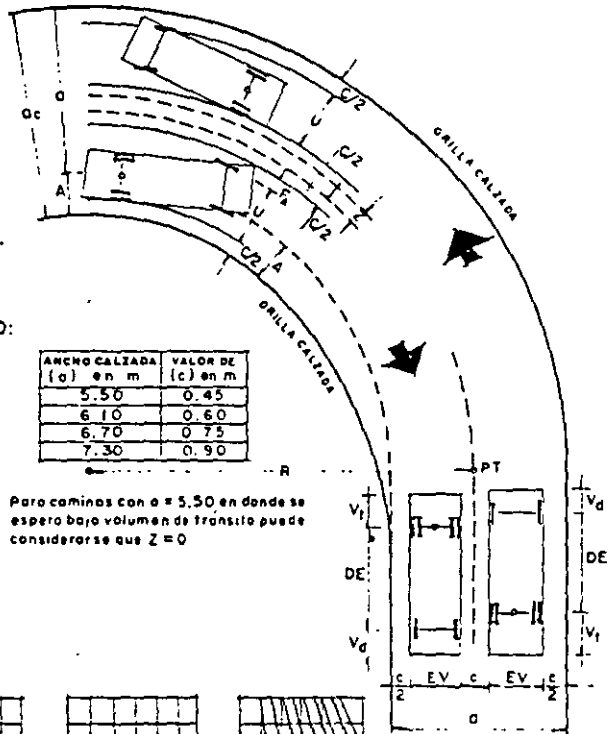 ac
a
A
C/2
U
C/2
F_A
Z
C/2
U
C/2
A
ORILLA CALZADA
ORILLA CALZADA
O:
ANCHO CALZADA (a) en m | VALOR DE (c) en m
5.50 | 0.45
6.10 | 0.60
6.70 | 0.75
7.30 | 0.90
R
PT
Para caminos con a = 5.50 en donde se
espera bajo volumen de transito puede
considerarse que Z = 0
Vt
DE
Vd
Vd
DE
Vt
c/2 EV c EV c/2
a